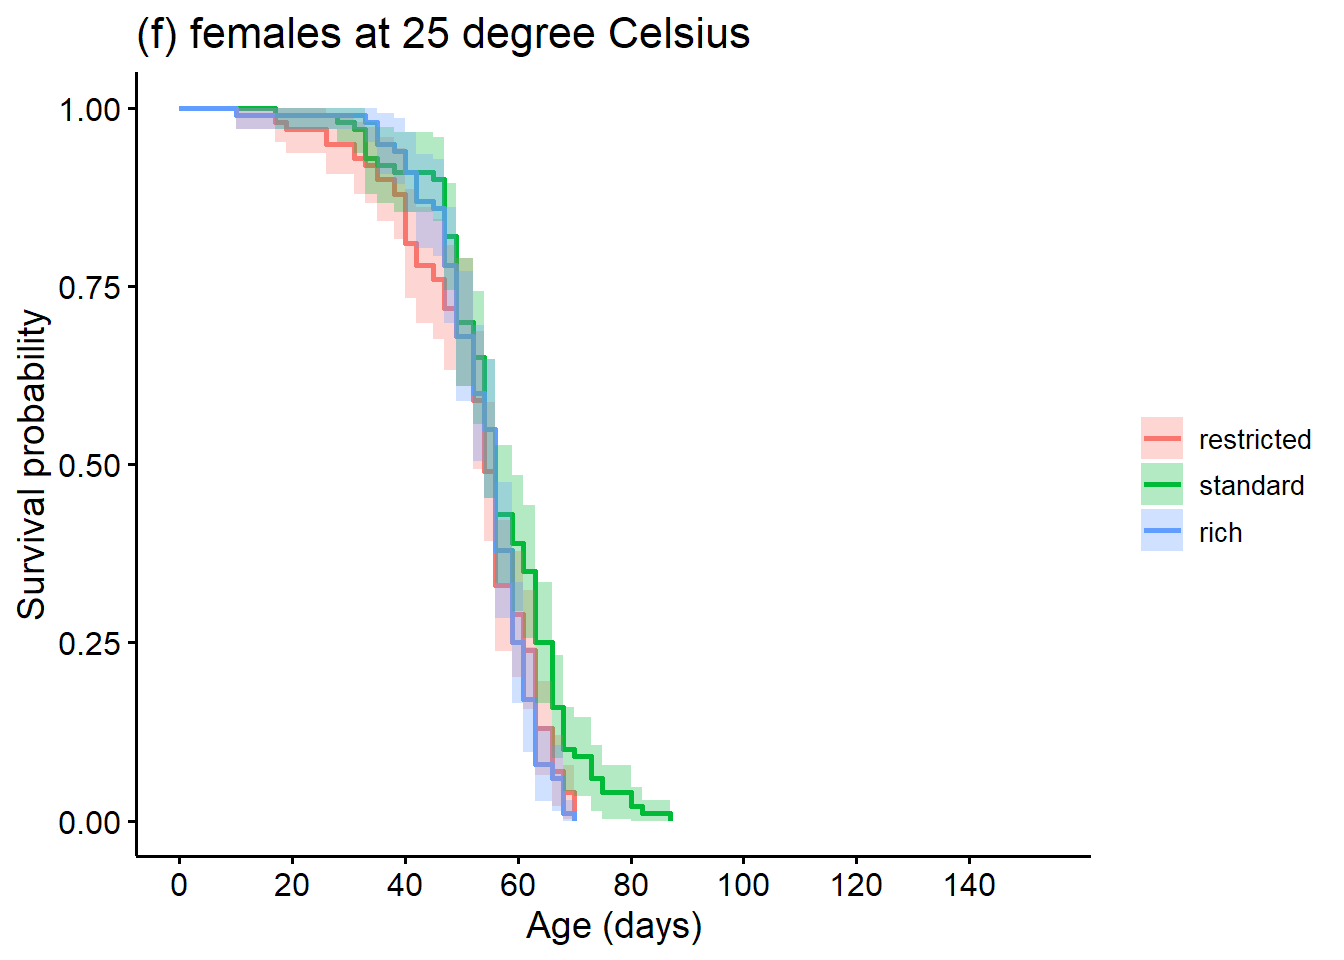 (f) females at 25 degree Celsius
Survival probability
1.00
0.75
0.50
0.25
0.00
0 20 40 60 80 100 120 140
Age (days)
restricted
standard
rich